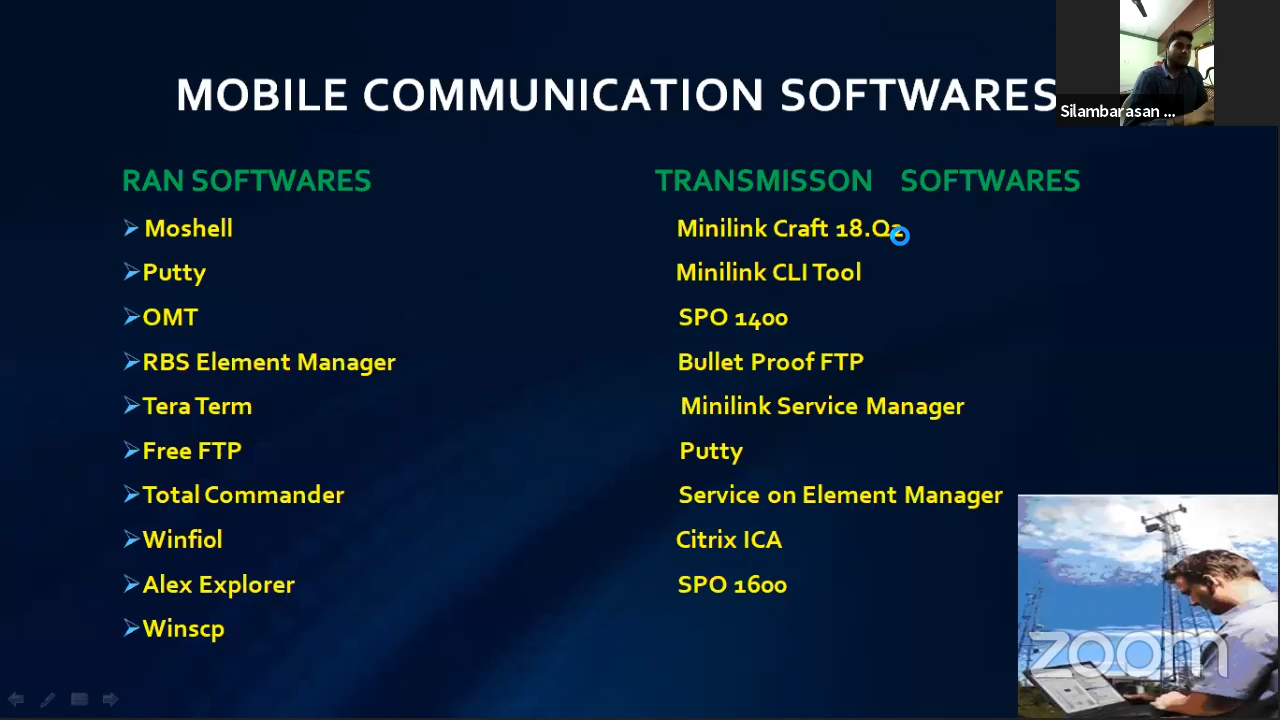 MOBILE COMMUNICATION SOFTWARES
Silambarasan ...
RAN SOFTWARES
Moshell
Putty
OMT
RBS Element Manager
Tera Term
Free FTP
Total Commander
Winfiol
Alex Explorer
Winscp
TRANSMISSON SOFTWARES
Minilink Craft 18.Q2
Minilink CLI Tool
SPO 1400
Bullet Proof FTP
Minilink Service Manager
Putty
Service on Element Manager
Citrix ICA
SPO 1600
zoom